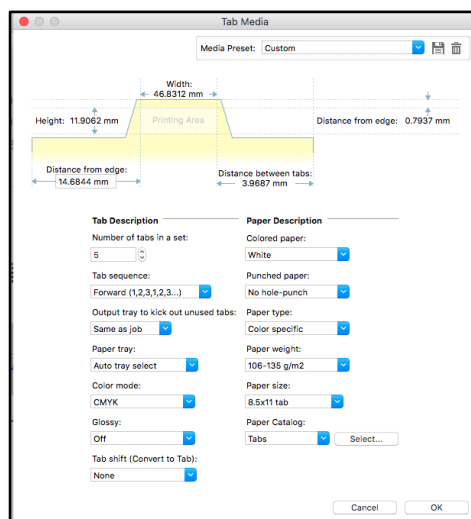 Tab Media
Media Preset: Custom
Width:
46.8312 mm
Height: 11.9062 mm
Printing Area
Distance from edge: 0.7937 mm
Distance from edge:
14.6844 mm
Distance between tabs:
3.9687 mm
Tab Description
Number of tabs in a set:
5
Tab sequence:
Forward (1,2,3,1,2,3...)
Output tray to kick out unused tabs:
Same as job
Paper tray:
Auto tray select
Color mode:
CMYK
Glossy:
Off
Tab shift (Convert to Tab):
None
Paper Description
Colored paper:
White
Punched paper:
No hole-punch
Paper type:
Color specific
Paper weight:
106-135 g/m2
Paper size:
8.5x11 tab
Paper Catalog:
Tabs Select...
Cancel OK